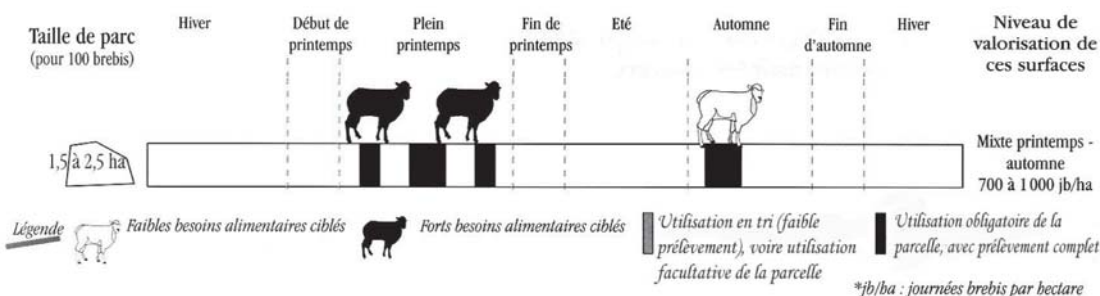 Taille de parc
(pour 100 brebis)
Hiver
Début de
printemps
Plein
printemps
Fin de
printemps
Eté
Automne
Fin
d'automne
Hiver
Niveau de
valorisation de
ces surfaces
1,5 à 2,5 ha
Mixte printemps -
automne
700 à 1000 jb/ha
Légende
Faibles besoins alimentaires ciblés
Forts besoins alimentaires ciblés
Utilisation en tri (faible
prélèvement), voire utilisation
facultative de la parcelle
Utilisation obligatoire de la
parcelle, avec prélèvement complet
*jb/ha : journées brebis par hectare